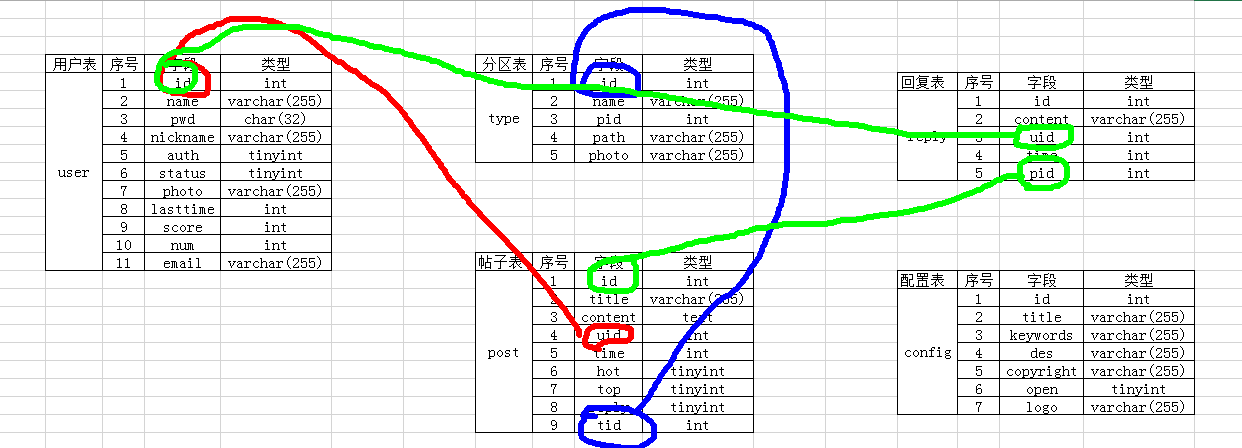 用户表 序号 字段 类型
user
1 id int
2 name varchar(255)
3 pwd char(32)
4 nickname varchar(255)
5 auth tinyint
6 status tinyint
7 photo varchar(255)
8 lasttime int
9 score int
10 num int
11 email varchar(255)
分区表 序号 字段 类型
type
1 id int
2 name varchar(255)
3 pid int
4 path varchar(255)
5 photo varchar(255)
回复表 序号 字段 类型
reply
1 id int
2 content varchar(255)
3 uid int
4 time int
5 pid int
帖子表 序号 字段 类型
post
1 id int
2 title varchar(255)
3 content text
4 uid int
5 time int
6 hot tinyint
7 top tinyint
8 tinyint
9 tid int
配置表 序号 字段 类型
config
1 id int
2 title varchar(255)
3 keywords varchar(255)
4 des varchar(255)
5 copyright varchar(255)
6 open tinyint
7 logo varchar(255)